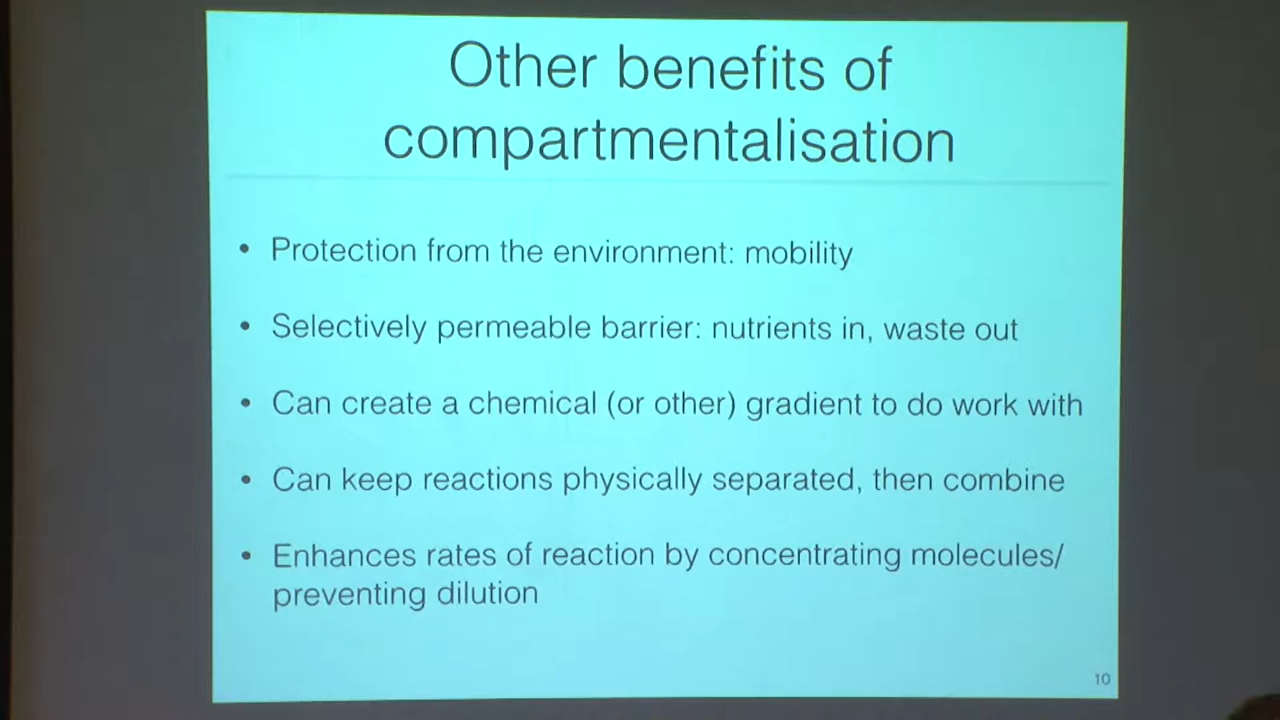 Other benefits of
compartmentalisation
• Protection from the environment: mobility
• Selectively permeable barrier: nutrients in, waste out
• Can create a chemical (or other) gradient to do work with
• Can keep reactions physically separated, then combine
• Enhances rates of reaction by concentrating molecules/
preventing dilution
10